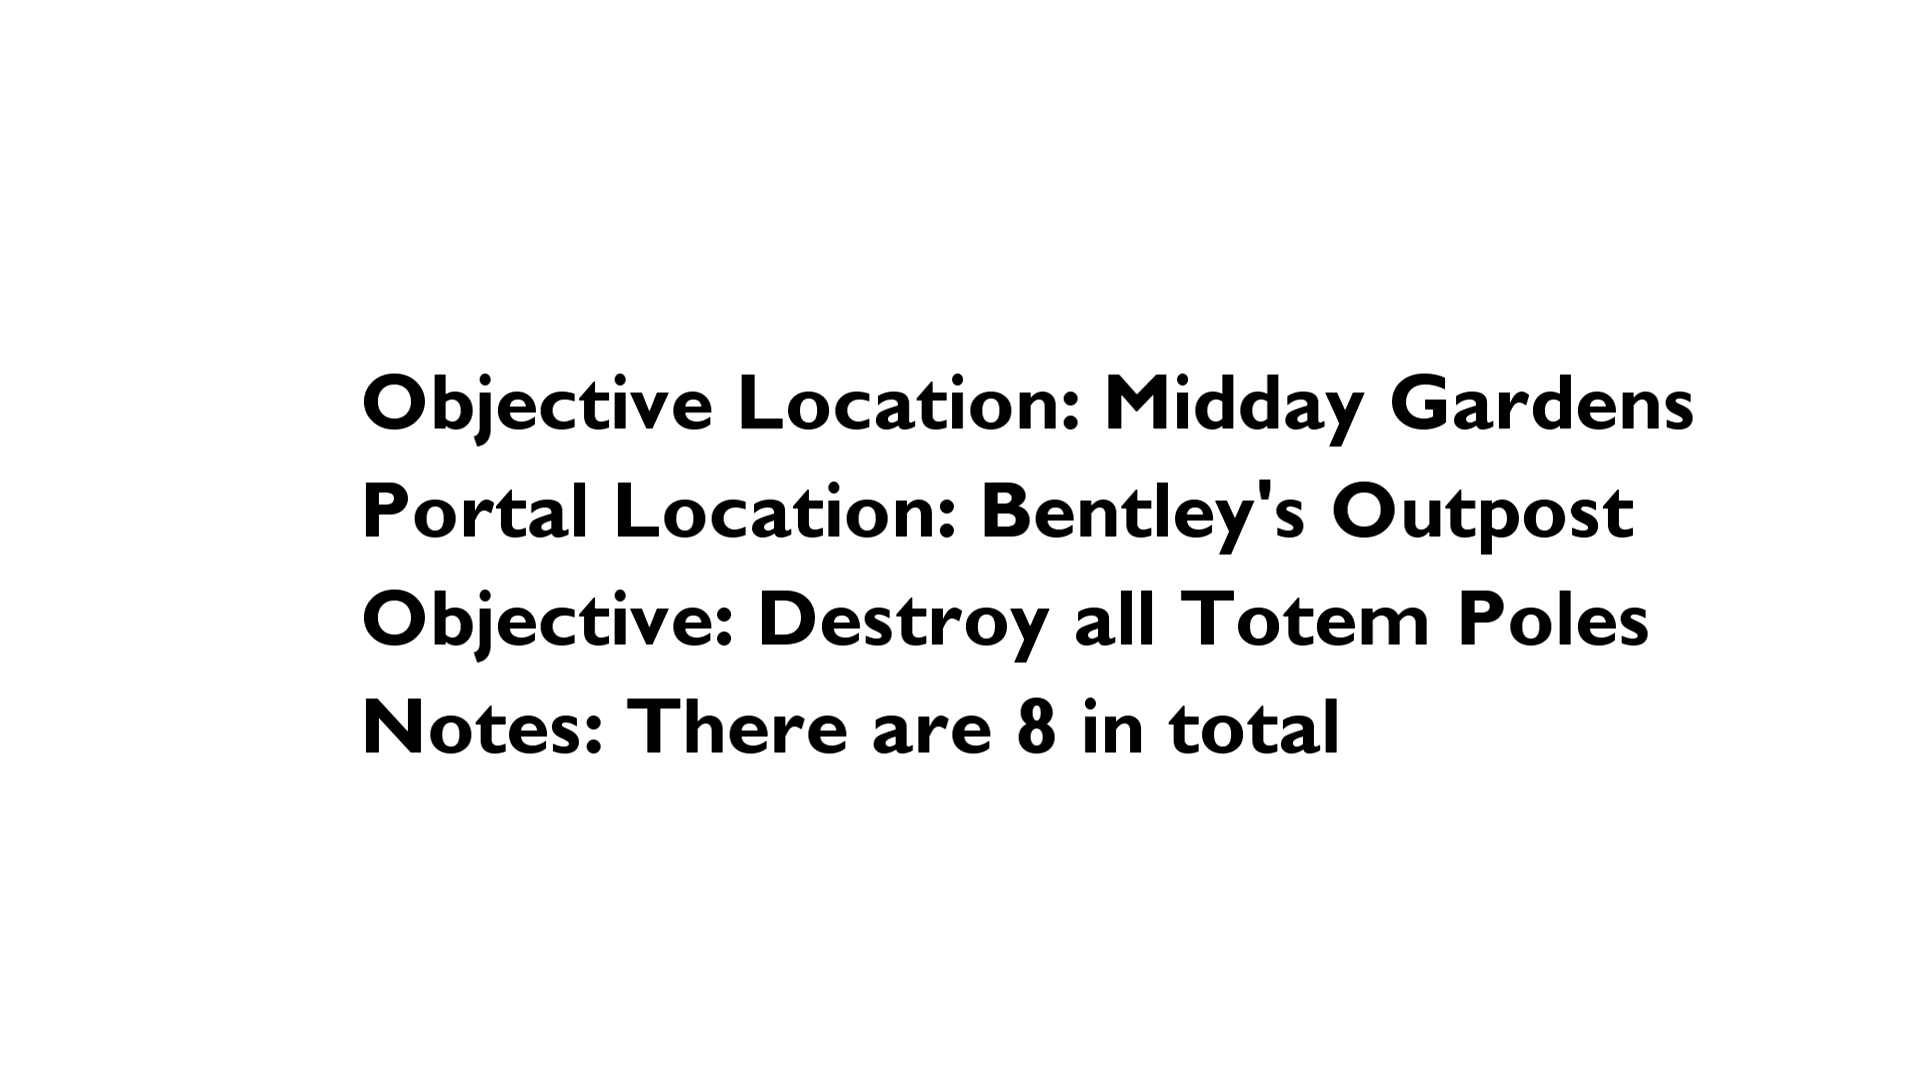 Objective Location: Midday Gardens
Portal Location: Bentley's Outpost
Objective: Destroy all Totem Poles
Notes: There are 8 in total